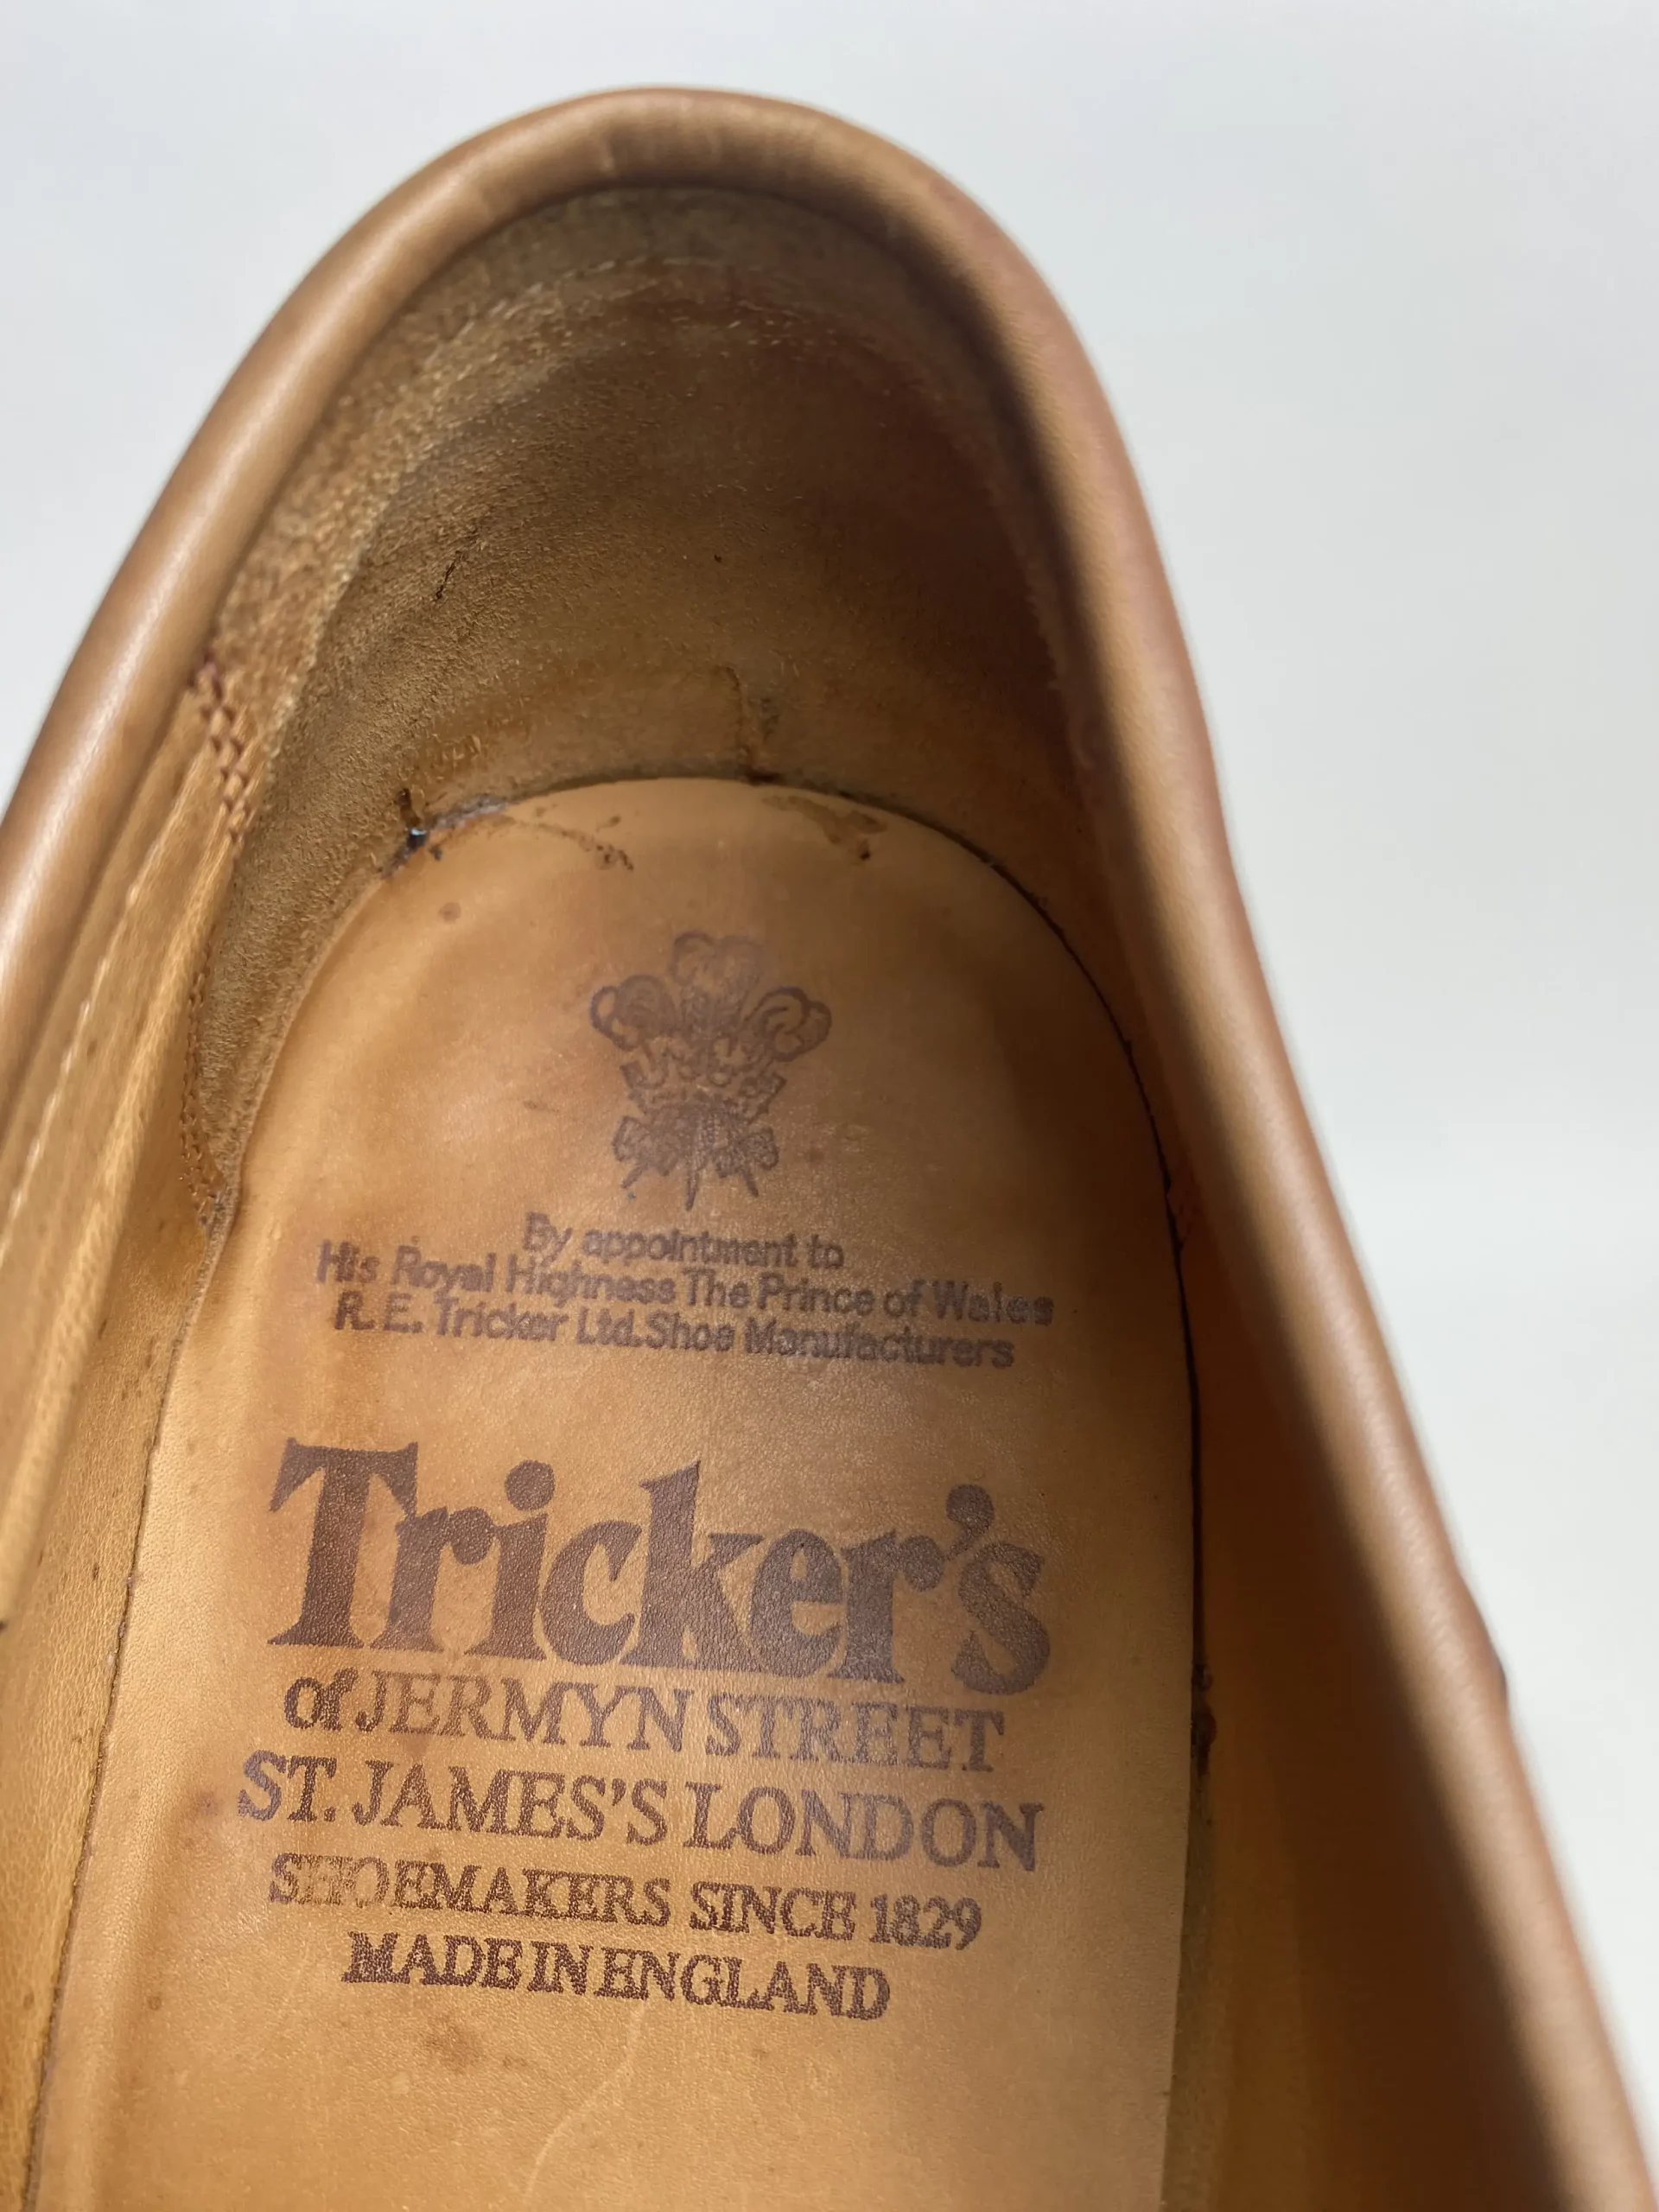 By appointment to
His Royal Highness The Prince of Wales
R. E. Tricker Ltd. Shoe Manufacturers
Tricker's
of JERMYN STREET
ST. JAMES'S LONDON
SHOEMAKERS SINCE 1829
MADE IN ENGLAND